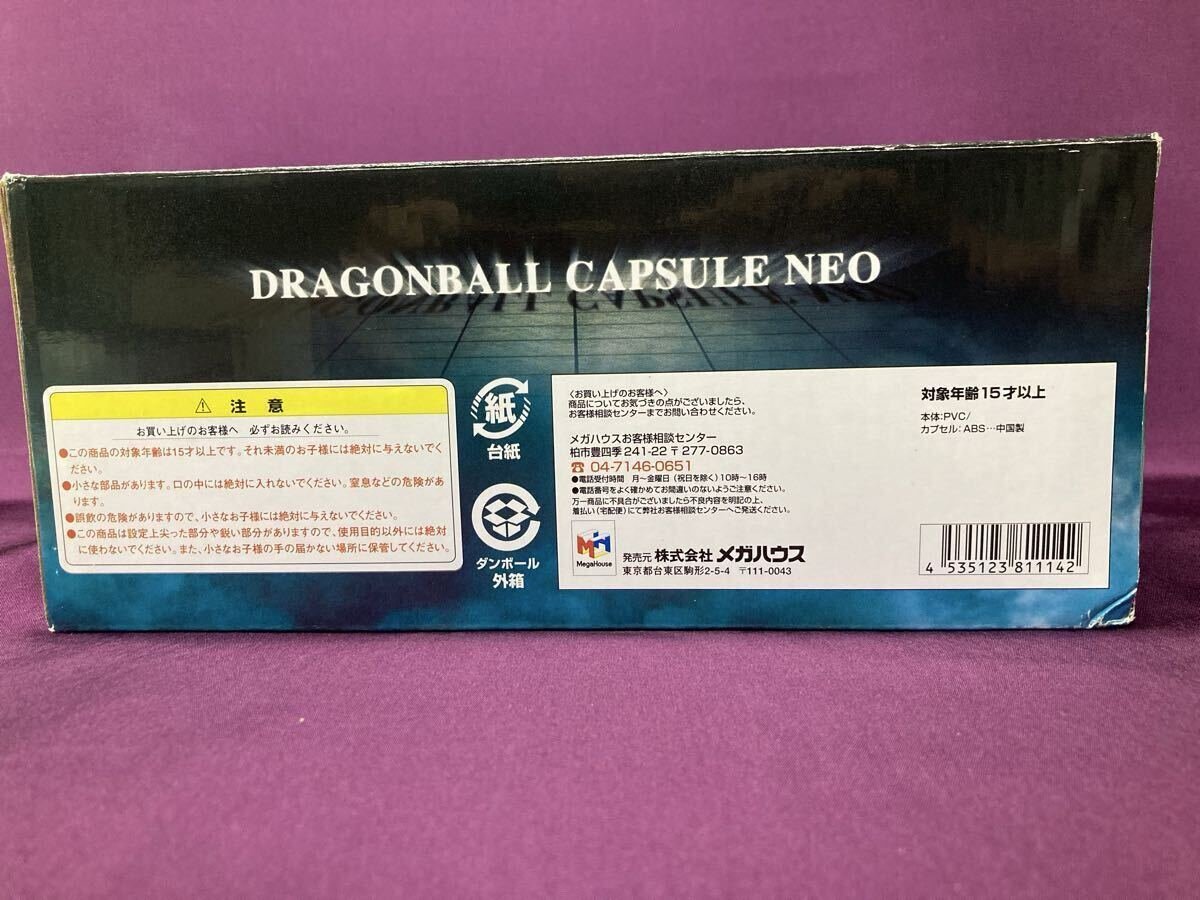 DRAGONBALL CAPSULE NEO
⚠ 注意
お買い上げのお客様へ 必ずお読みください。
●この商品の対象年齢は15才以上です。それ未満のお子様には絶対に与えないでく
ださい。
●小さな部品があります。口の中には絶対に入れないでください。窒息などの危険があ
ります。
●誤飲の危険がありますので、小さなお子様には絶対に与えないでください。
●この商品は設定上尖った部分や鋭い部分がありますので、使用目的以外には絶対
に使わないでください。また、小さなお子様の手の届かない場所に保管してください。
紙
台紙
ダンボール
外箱
〈お買い上げのお客様へ〉
商品についてお気づきの点がございましたら、
お客様相談センターまでお問い合わせください。
メガハウスお客様相談センター
柏市豊四季241-22 〒277-0863
☎ 04-7146-0651
●電話受付時間 月〜金曜日(祝日を除く)10時〜16時
●電話番号をよく確かめてお間違いのないようご注意ください。
万一商品に不具合がございましたら不良内容を明記の上、
着払い(宅配便)にて弊社お客様相談センターへご発送ください。
MegaHouse
発売元 株式会社 メガハウス
東京都台東区駒形2-5-4 〒111-0043
対象年齢15才以上
本体:PVC/
カプセル:ABS…中国製
4 535123 811142